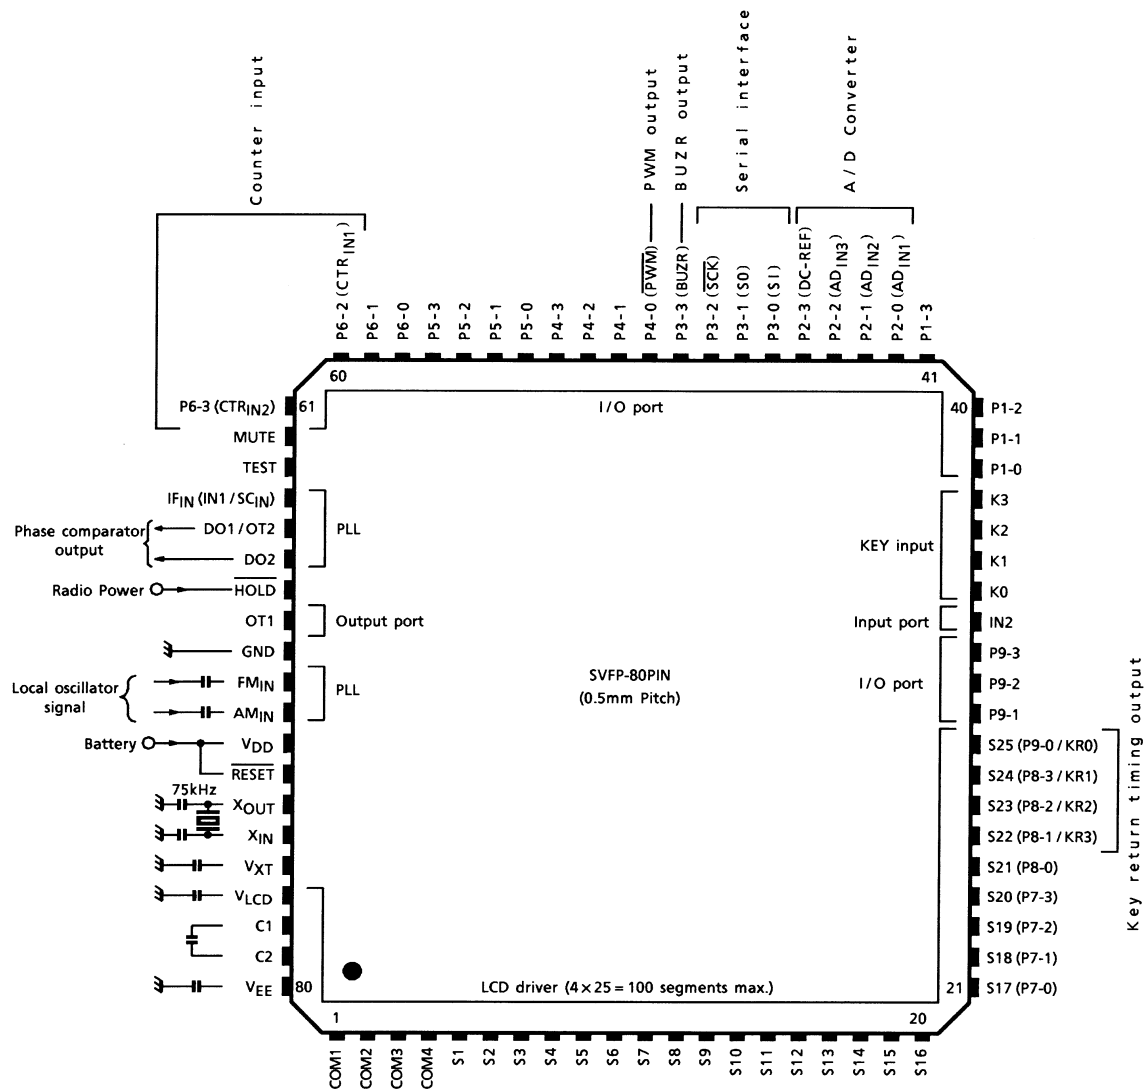 Counter input
PWM output
BUZR output
Serial interface
A/D Converter
P6-2 (CTRIN1)
P6-1
P6-0
P5-3
P5-2
P5-1
P5-0
P4-3
P4-2
P4-1
P4-0 (PWM)
P3-3 (BUZR)
P3-2 (SCK)
P3-1 (S0)
P3-0 (SI)
P2-3 (DC-REF)
P2-2 (ADIN3)
P2-1 (ADIN2)
P2-0 (ADIN1)
P1-3
60
41
P6-3 (CTRIN2)
61
I/O port
40
P1-2
MUTE
P1-1
TEST
P1-0
IFIN (IN1/SCIN)
K3
Phase comparator
output
DO1/OT2
PLL
K2
DO2
KEY input
K1
Radio Power
HOLD
K0
OT1
Output port
Input port
IN2
GND
P9-3
Local oscillator
signal
FMIN
PLL
SVFP-80PIN
(0.5mm Pitch)
I/O port
P9-2
AMIN
P9-1
Battery
VDD
S25 (P9-0/KR0)
RESET
S24 (P8-3/KR1)
75kHz
XOUT
S23 (P8-2/KR2)
XIN
S22 (P8-1/KR3)
Key return timing output
VXT
S21 (P8-0)
VLCD
S20 (P7-3)
C1
S19 (P7-2)
C2
S18 (P7-1)
VEE
80
LCD driver (4×25=100 segments max.)
21
S17 (P7-0)
1
20
COM1
COM2
COM3
COM4
S1
S2
S3
S4
S5
S6
S7
S8
S9
S10
S11
S12
S13
S14
S15
S16